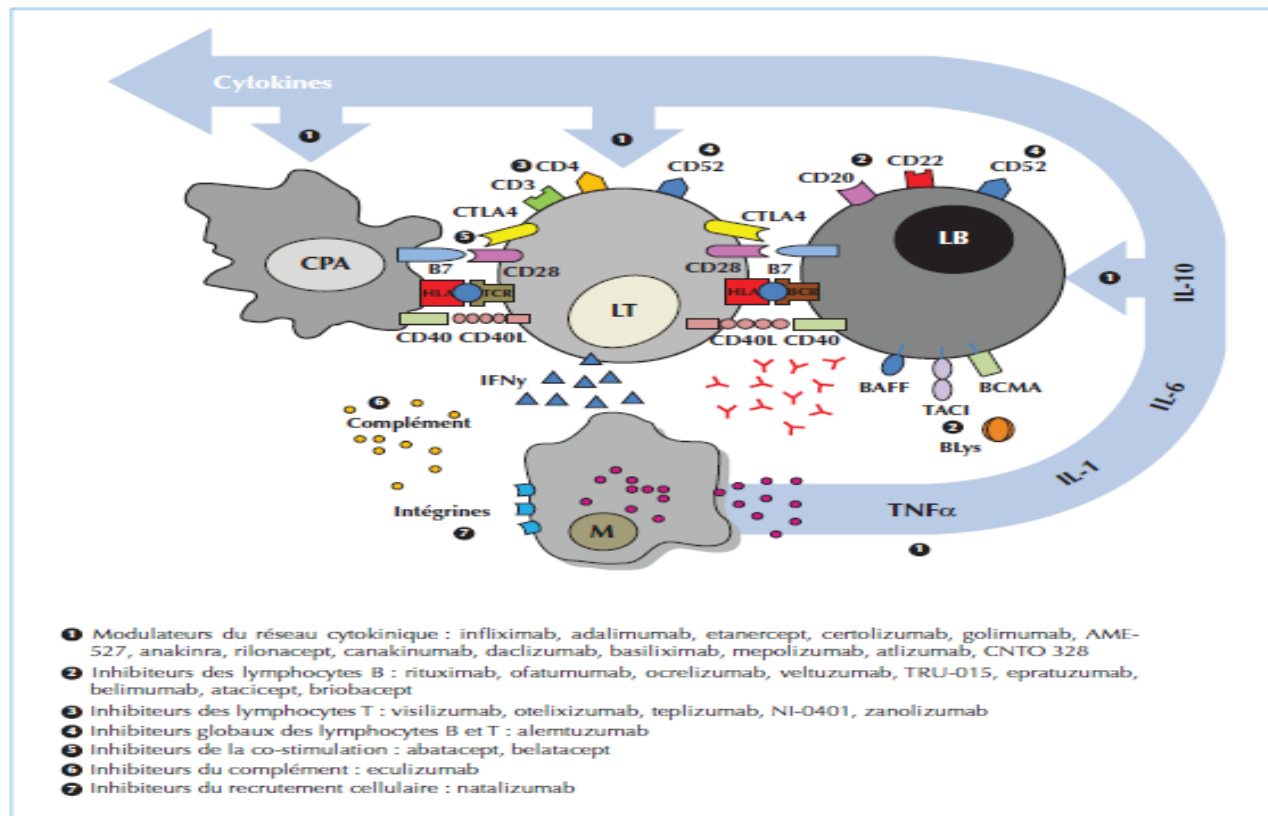 Cytokines
❶ ❶
❹ ❹
❸ CD4 CD52 ❷ CD22 CD52
CD3 CD20
CTLA4 CTLA4
❺ LB
CPA B7 CD28 CD28 B7 ❶
HLA TCR HLA BCR
LT
CD40 CD40L CD40L CD40
IL-10
IFNγ BAFF BCMA
TACI
❻ ❷
Complément BLys
IL-6
IL-1
Intégrines TNFα
❼ M ❶
❶ Modulateurs du réseau cytokinique : infliximab, adalimumab, etanercept, certolizumab, golimumab, AME-
527, anakinra, rilonacept, canakinumab, daclizumab, basiliximab, mepolizumab, atlizumab, CNTO 328
❷ Inhibiteurs des lymphocytes B : rituximab, ofatumumab, ocrelizumab, veltuzumab, TRU-015, epratuzumab,
belimumab, atacicept, briobacept
❸ Inhibiteurs des lymphocytes T : visilizumab, otelixizumab, teplizumab, NI-0401, zanolizumab
❹ Inhibiteurs globaux des lymphocytes B et T : alemtuzumab
❺ Inhibiteurs de la co-stimulation : abatacept, belatacept
❻ Inhibiteurs du complément : eculizumab
❼ Inhibiteurs du recrutement cellulaire : natalizumab